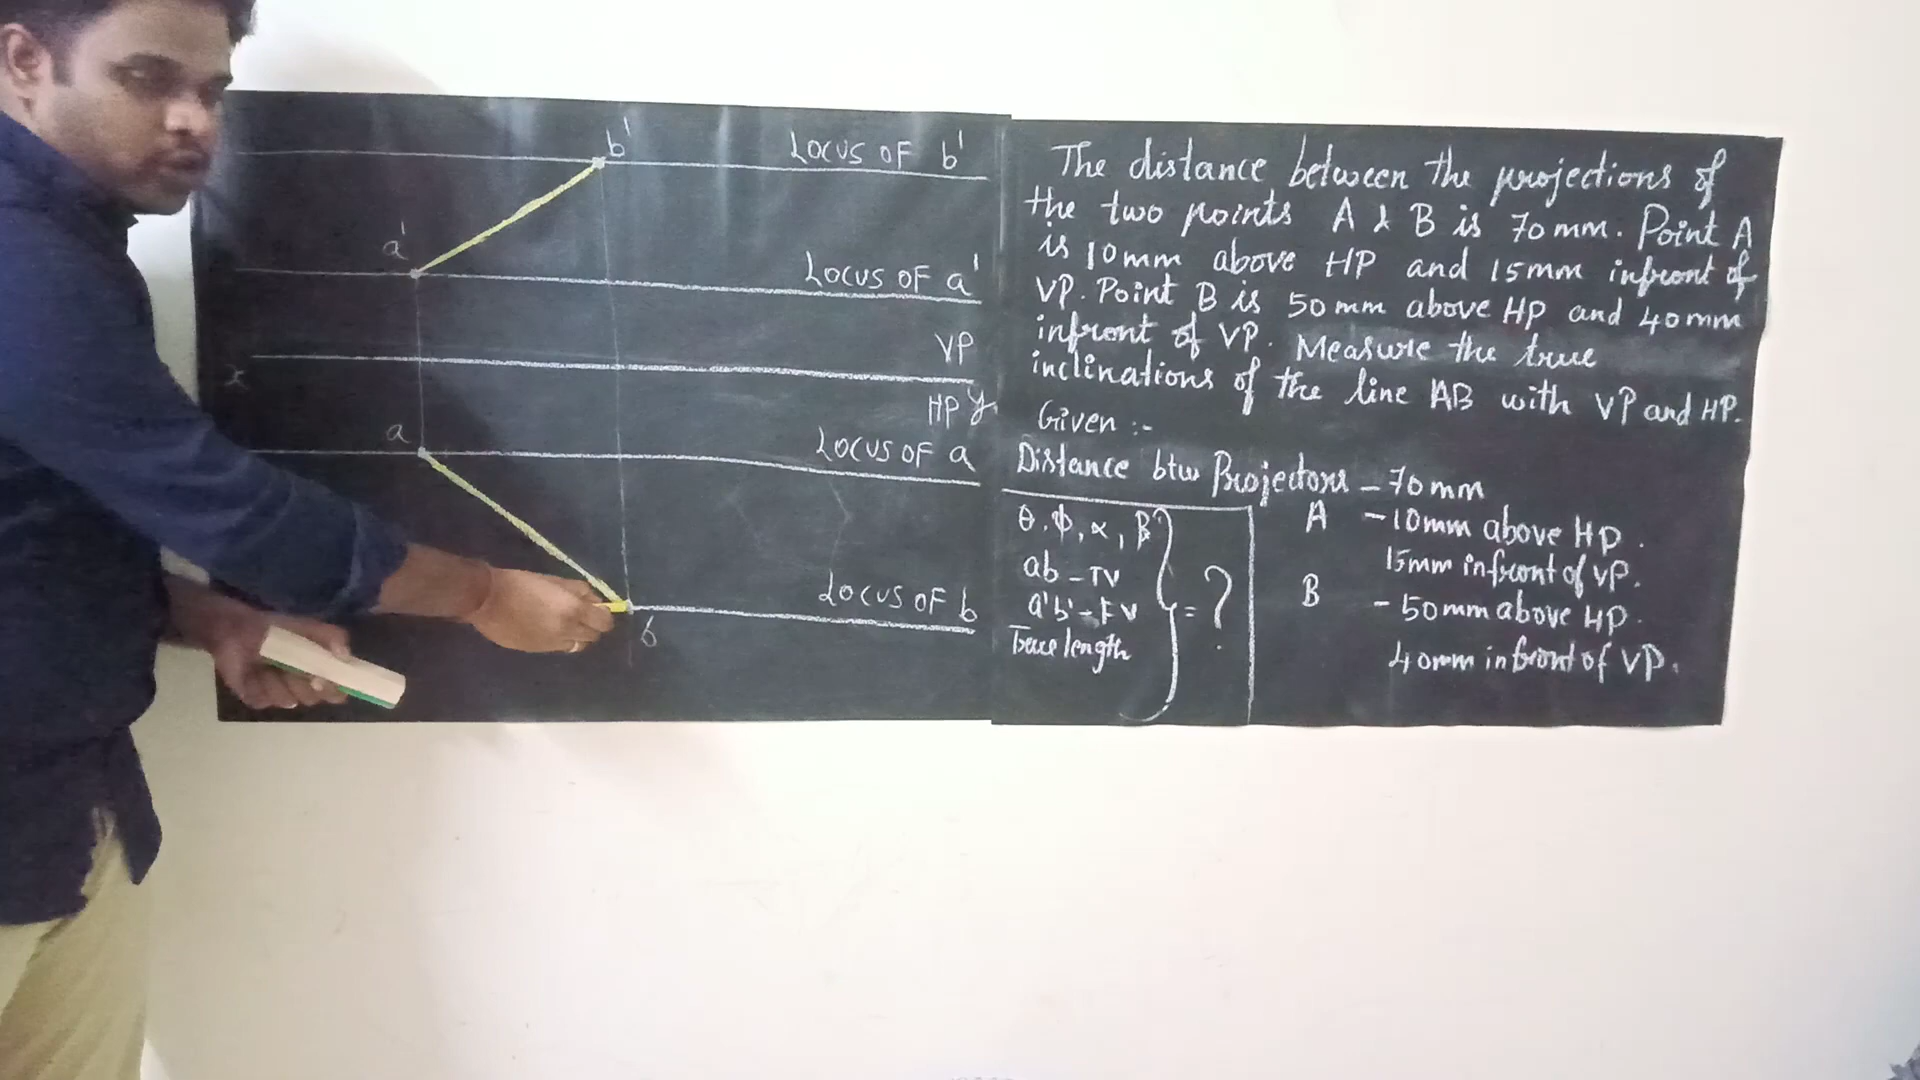 b'
Locus of b'
a'
Locus of a'
VP
x
HP y
a
Locus of a
Locus of b
b
The distance between the projections of
the two points A & B is 70mm. Point A
is 10mm above HP and 15mm infront of
VP. Point B is 50mm above HP and 40mm
infront of VP. Measure the true
inclinations of the line AB with VP and HP.
Given :-
Distance btw Projectors - 70mm
θ, φ, α, β
ab - TV
a'b' - FV
True length
= ?
A - 10mm above HP.
15mm infront of VP.
B - 50mm above HP.
40mm infront of VP.